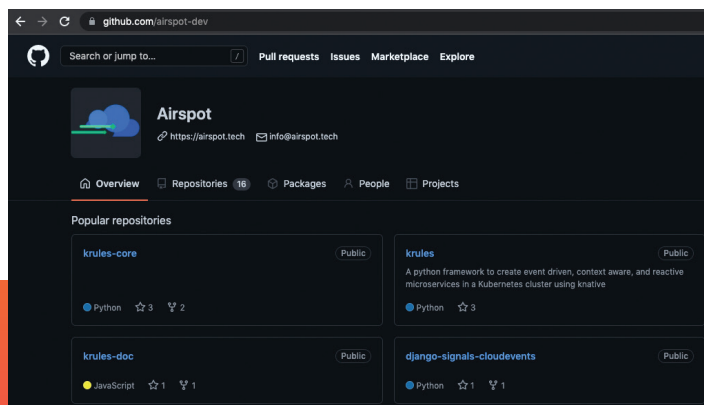 github.com/airspot-dev
Search or jump to... / Pull requests Issues Marketplace Explore
Airspot
https://airspot.tech info@airspot.tech
Overview Repositories 16 Packages People Projects
Popular repositories
krules-core Public
Python 3 2
krules Public
A python framework to create event driven, context aware, and reactive
microservices in a Kubernetes cluster using knative
Python 3
krules-doc Public
JavaScript 1 1
django-signals-cloudevents Public
Python 1 1